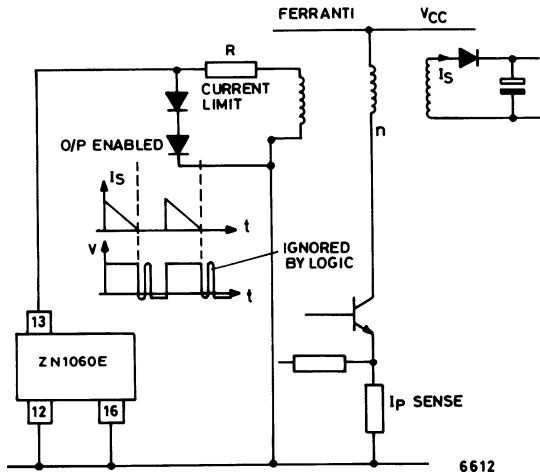 FERRANTI
VCC
R
CURRENT
LIMIT
IS
O/P ENABLED
n
IS
t
V
IGNORED
BY LOGIC
t
13
ZN1060E
12
16
IP SENSE
6612